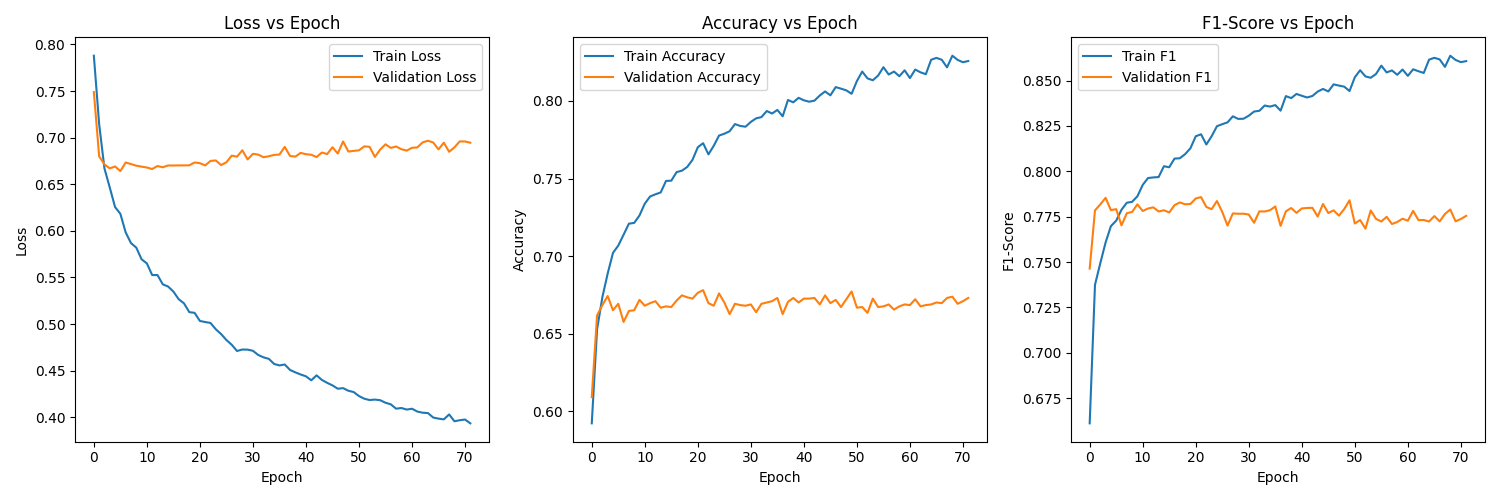 Loss vs Epoch
0.80
0.75
0.70
0.65
0.60
0.55
0.50
0.45
0.40
Loss
Train Loss
Validation Loss
0 10 20 30 40 50 60 70
Epoch
Accuracy vs Epoch
0.80
0.75
0.70
0.65
0.60
Accuracy
Train Accuracy
Validation Accuracy
0 10 20 30 40 50 60 70
Epoch
F1-Score vs Epoch
0.850
0.825
0.800
0.775
0.750
0.725
0.700
0.675
F1-Score
Train F1
Validation F1
0 10 20 30 40 50 60 70
Epoch